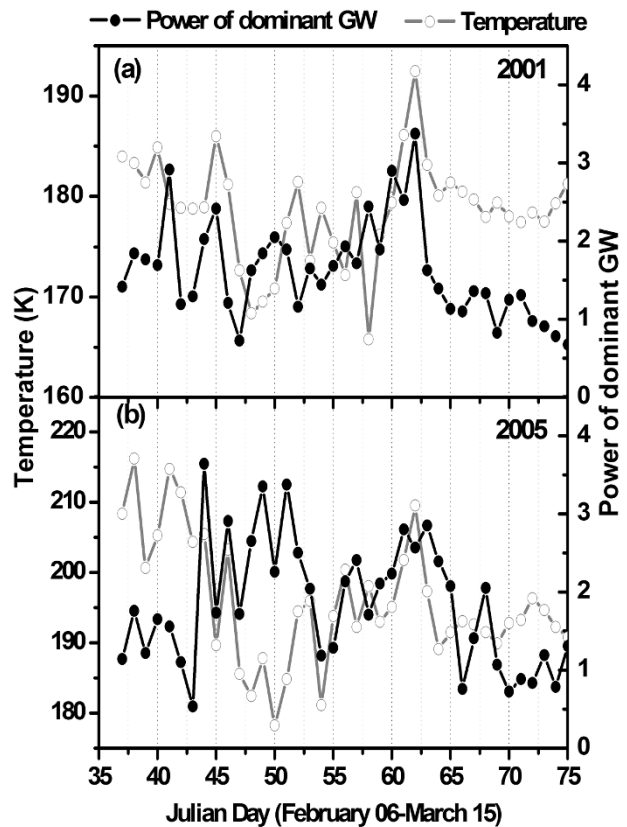 Power of dominant GW Temperature
(a) 2001
190
180
170
160
4
3
2
1
0
Temperature (K)
Power of dominant GW
(b) 2005
220
210
200
190
180
4
3
2
1
0
35 40 45 50 55 60 65 70 75
Julian Day (February 06-March 15)